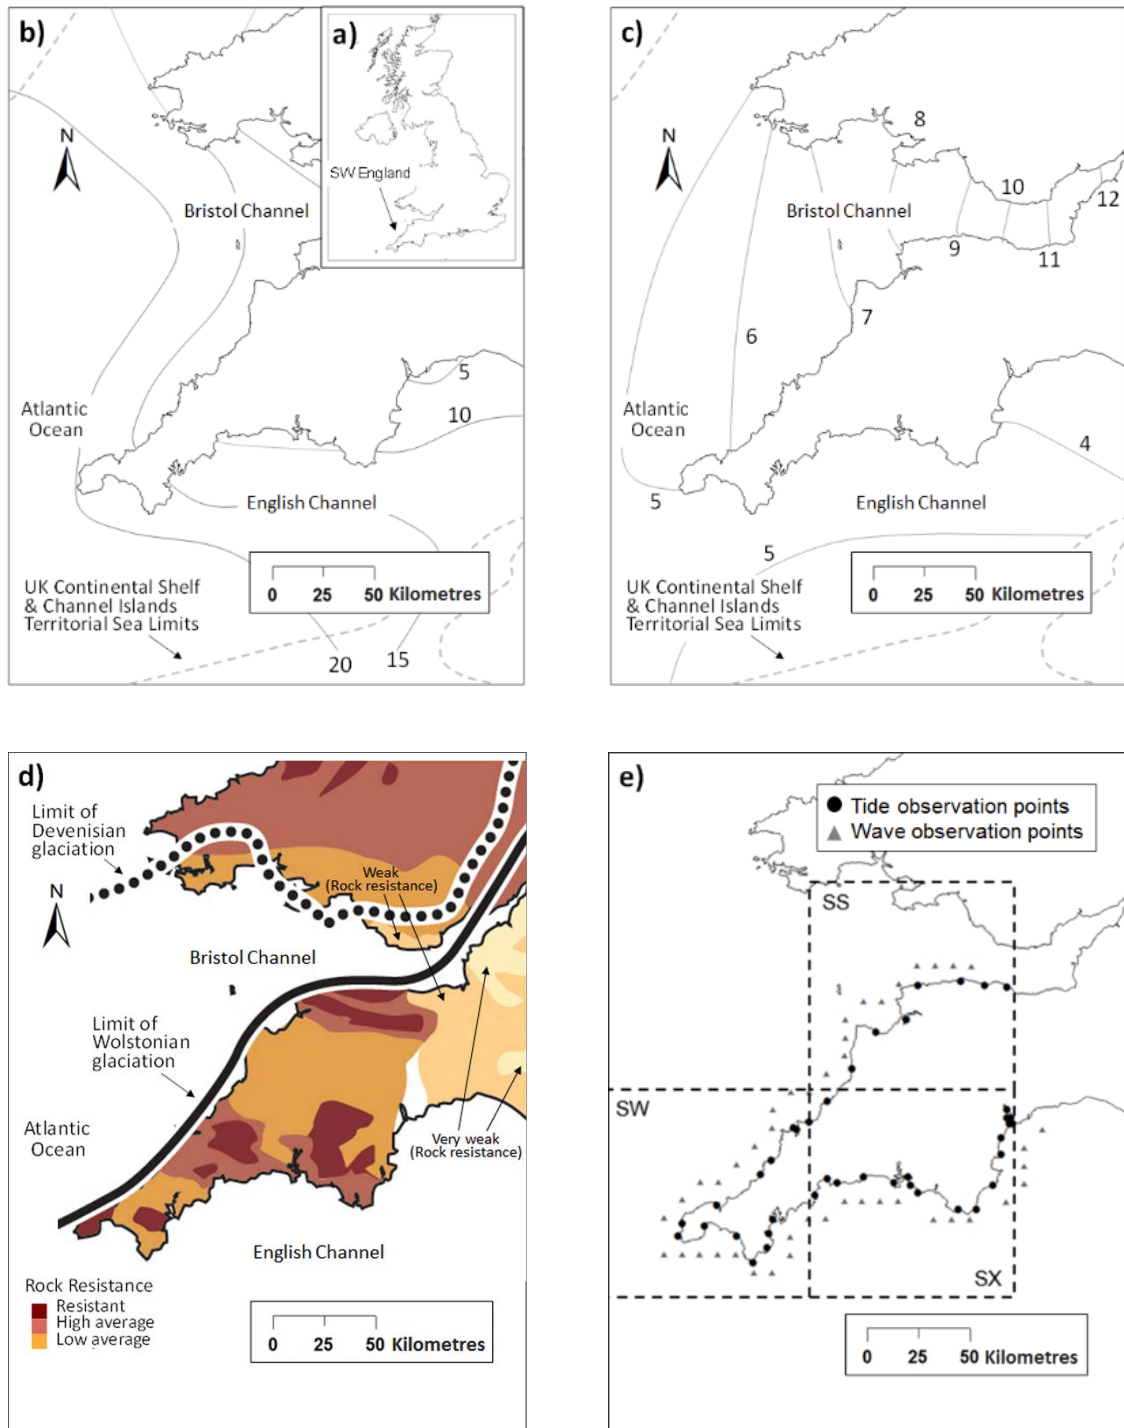 b)
a)
N
SW England
Bristol Channel
5
10
Atlantic
Ocean
English Channel
UK Continental Shelf
& Channel Islands
Territorial Sea Limits
0 25 50 Kilometres
20 15
c)
N
8
10
12
Bristol Channel
9
11
7
6
Atlantic
Ocean
4
5
English Channel
5
UK Continental Shelf
& Channel Islands
Territorial Sea Limits
0 25 50 Kilometres
d)
Limit of
Devenisian
glaciation
N
Weak
(Rock resistance)
Bristol Channel
Limit of
Wolstonian
glaciation
Atlantic
Ocean
Very weak
(Rock resistance)
English Channel
Rock Resistance
Resistant
High average
Low average
0 25 50 Kilometres
e)
Tide observation points
Wave observation points
SS
SW
SX
0 25 50 Kilometres